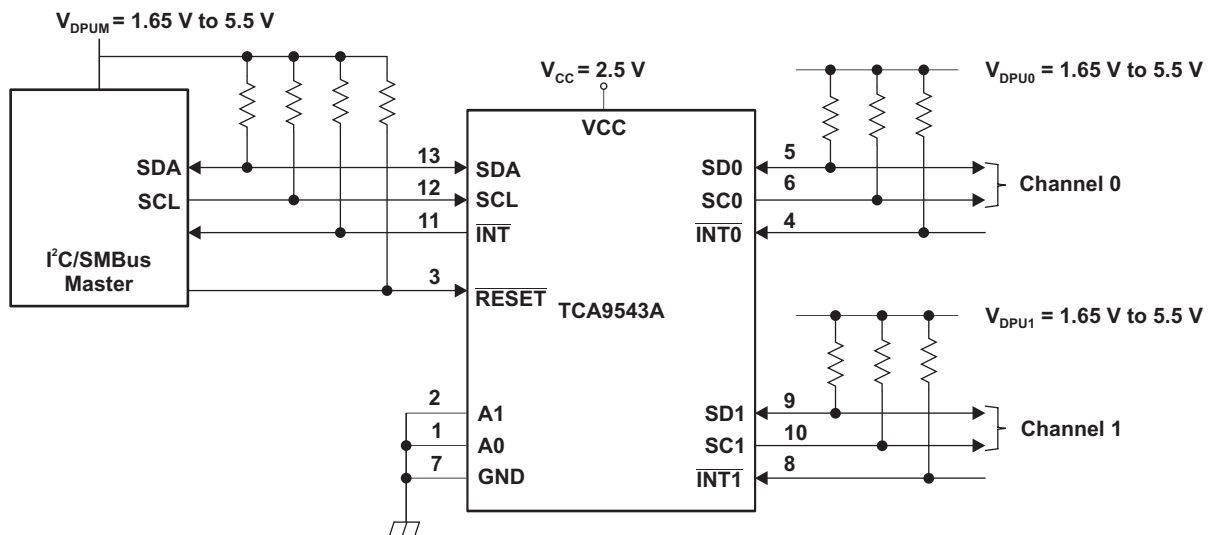 V_DPUM = 1.65 V to 5.5 V
V_CC = 2.5 V
V_DPU0 = 1.65 V to 5.5 V
VCC
SDA
13
SDA
SD0
5
SCL
12
SCL
SC0
6
Channel 0
11
INT
INT0
4
I²C/SMBus
Master
3
RESET
TCA9543A
V_DPU1 = 1.65 V to 5.5 V
2
A1
SD1
9
1
A0
SC1
10
Channel 1
7
GND
INT1
8